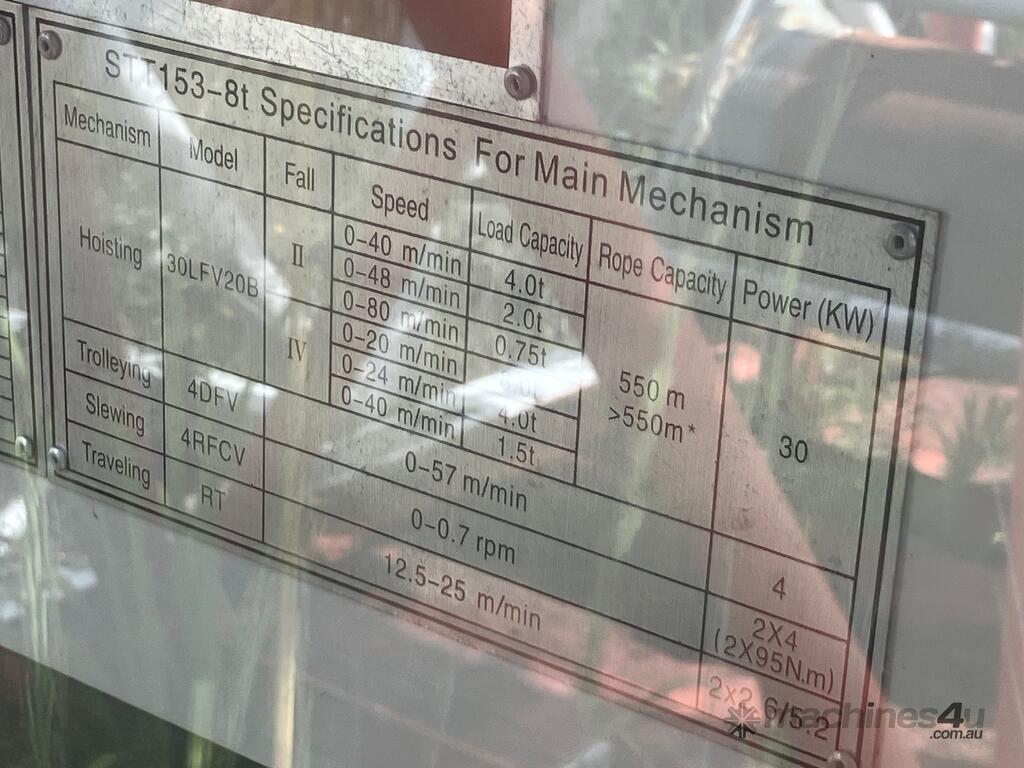 STT153-8t Specifications For Main Mechanism
Mechanism Model Fall Speed Load Capacity Rope Capacity Power (KW)
Hoisting 30LFV20B II 0-40 m/min 4.0t 550 m >550m* 30
0-48 m/min 2.0t
0-80 m/min 0.75t
IV 0-20 m/min
0-24 m/min 4.0t
0-40 m/min 1.5t
Trolleying 4DFV 0-57 m/min 4
Slewing 4RFCV 0-0.7 rpm 2X4
(2X95N.m)
Traveling RT 12.5-25 m/min 6/5.2
machines4u
.com.au